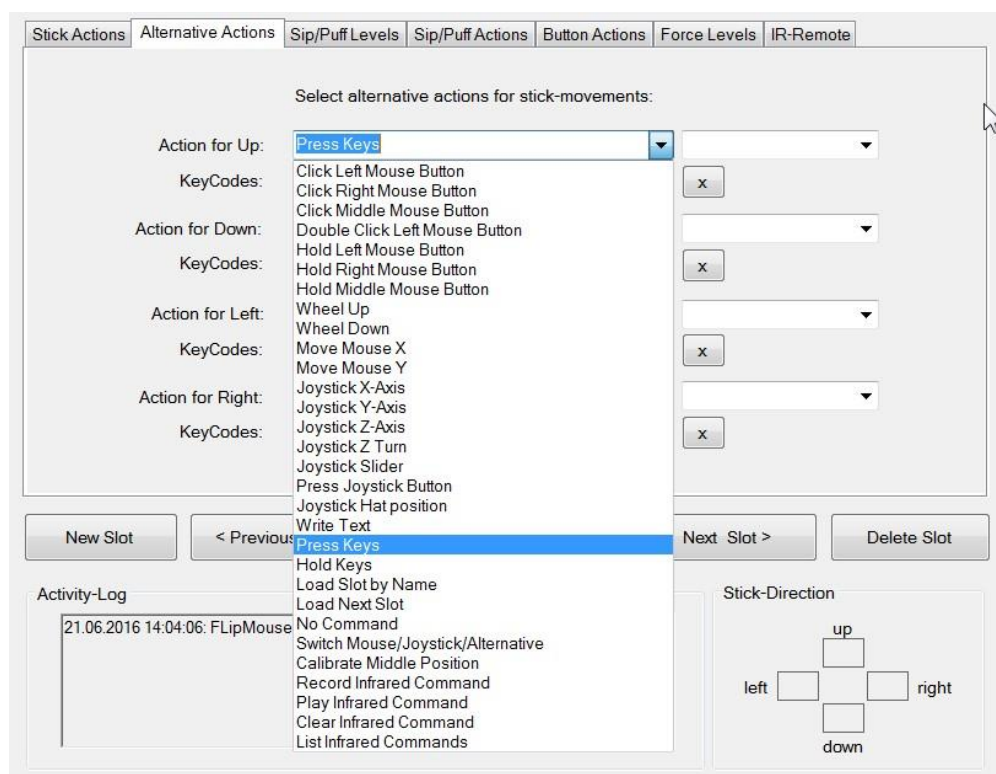 Stick Actions Alternative Actions Sip/Puff Levels Sip/Puff Actions Button Actions Force Levels IR-Remote
Select alternative actions for stick-movements:
Action for Up: Press Keys
KeyCodes: x
Action for Down:
KeyCodes: x
Action for Left:
KeyCodes: x
Action for Right:
KeyCodes: x
Click Left Mouse Button
Click Right Mouse Button
Click Middle Mouse Button
Double Click Left Mouse Button
Hold Left Mouse Button
Hold Right Mouse Button
Hold Middle Mouse Button
Wheel Up
Wheel Down
Move Mouse X
Move Mouse Y
Joystick X-Axis
Joystick Y-Axis
Joystick Z-Axis
Joystick Z Turn
Joystick Slider
Press Joystick Button
Joystick Hat position
Write Text
Press Keys
Hold Keys
Load Slot by Name
Load Next Slot
No Command
Switch Mouse/Joystick/Alternative
Calibrate Middle Position
Record Infrared Command
Play Infrared Command
Clear Infrared Command
List Infrared Commands
New Slot < Previou Next Slot > Delete Slot
Activity-Log
21.06.2016 14:04:06: FLipMouse
Stick-Direction
up
left right
down